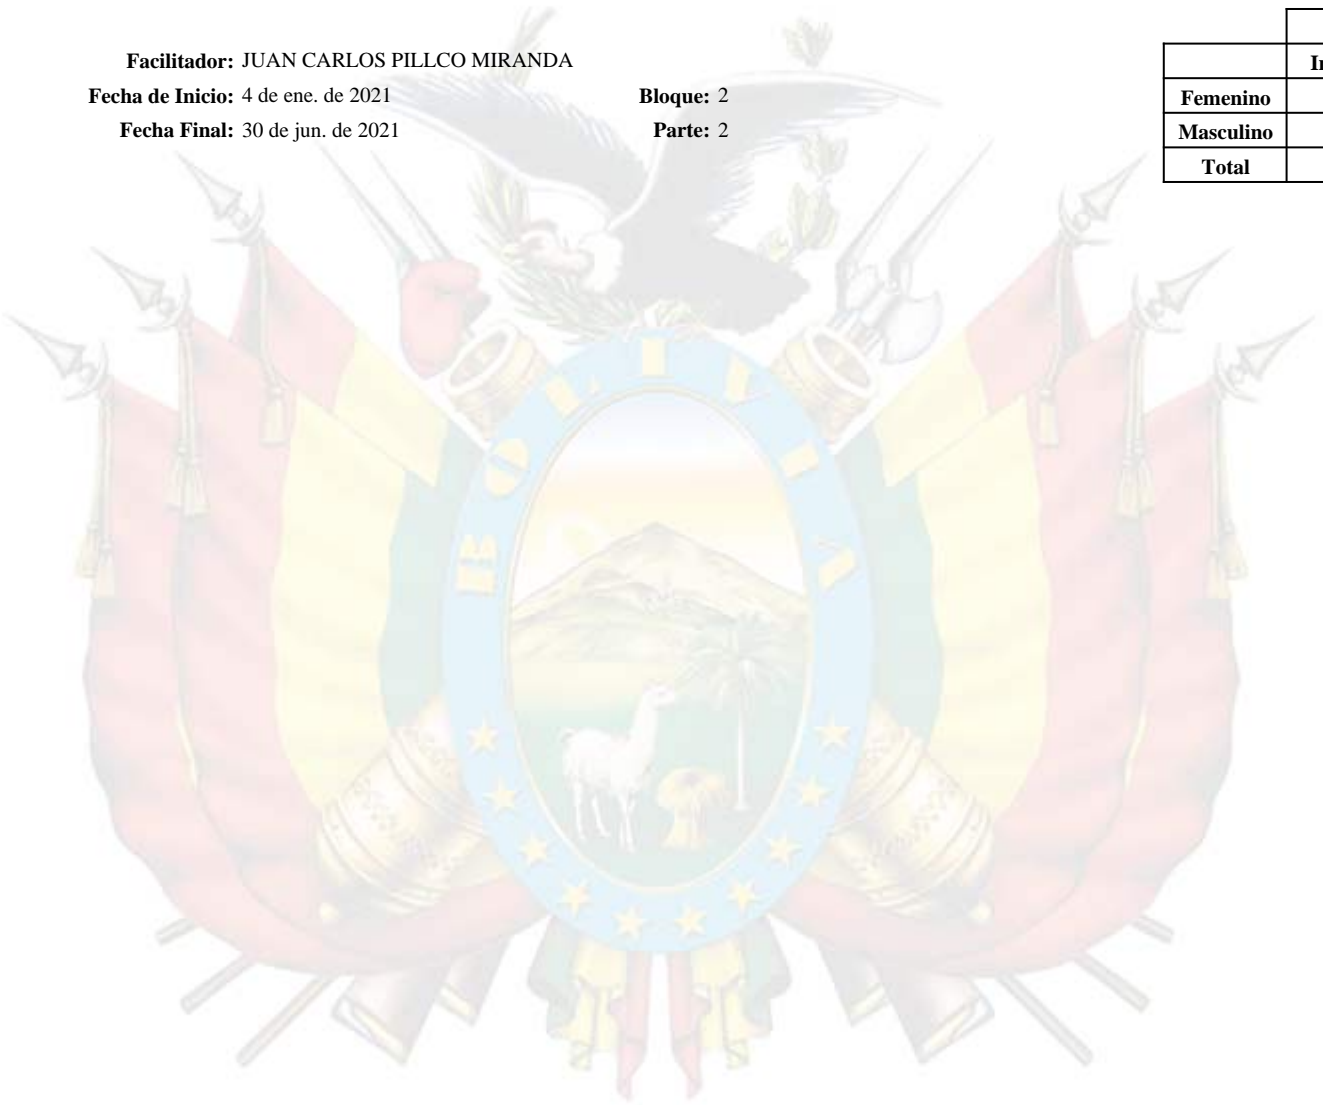 Facilitador: JUAN CARLOS PILLCO MIRANDA
Fecha de Inicio: 4 de ene. de 2021 Bloque: 2
Fecha Final: 30 de jun. de 2021 Parte: 2
Femenino
Masculino
Total
BOLIVIA